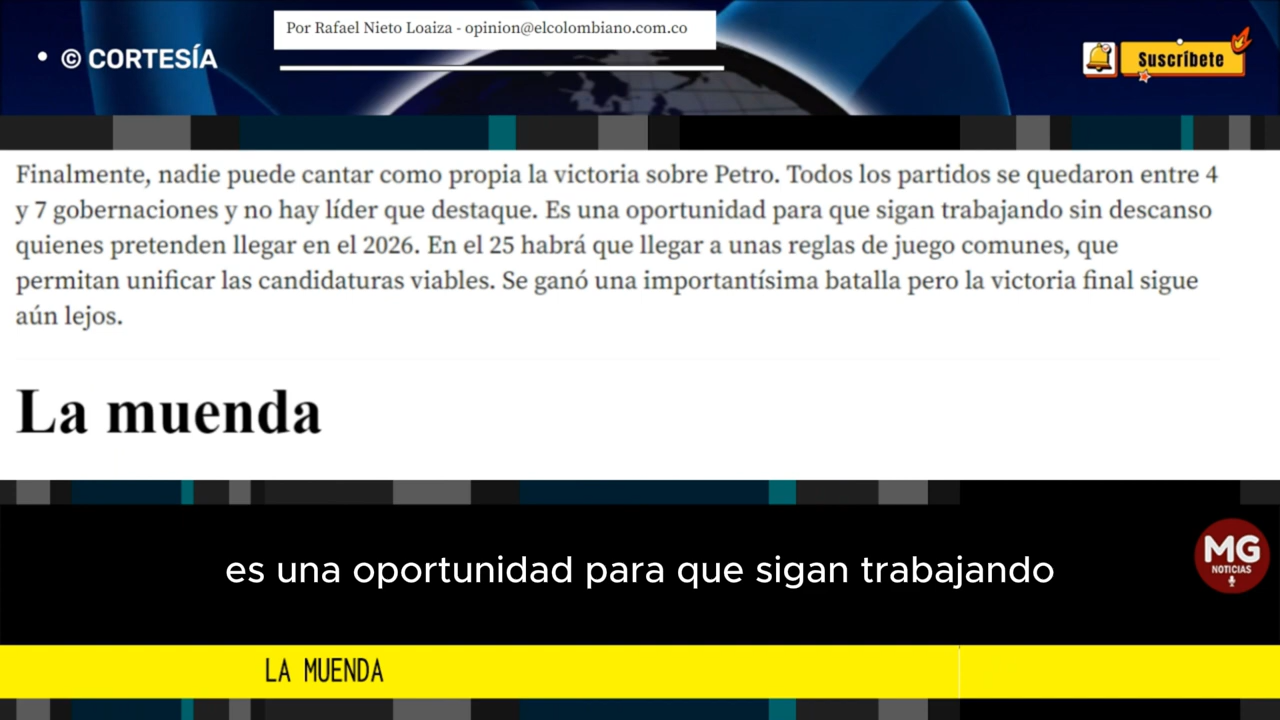 Por Rafael Nieto Loaiza - opinion@elcolombiano.com.co
• © CORTESÍA
Suscríbete
Finalmente, nadie puede cantar como propia la victoria sobre Petro. Todos los partidos se quedaron entre 4
y 7 gobernaciones y no hay líder que destaque. Es una oportunidad para que sigan trabajando sin descanso
quienes pretenden llegar en el 2026. En el 25 habrá que llegar a unas reglas de juego comunes, que
permitan unificar las candidaturas viables. Se ganó una importantísima batalla pero la victoria final sigue
aún lejos.
La muenda
es una oportunidad para que sigan trabajando
MG
NOTICIAS
LA MUENDA